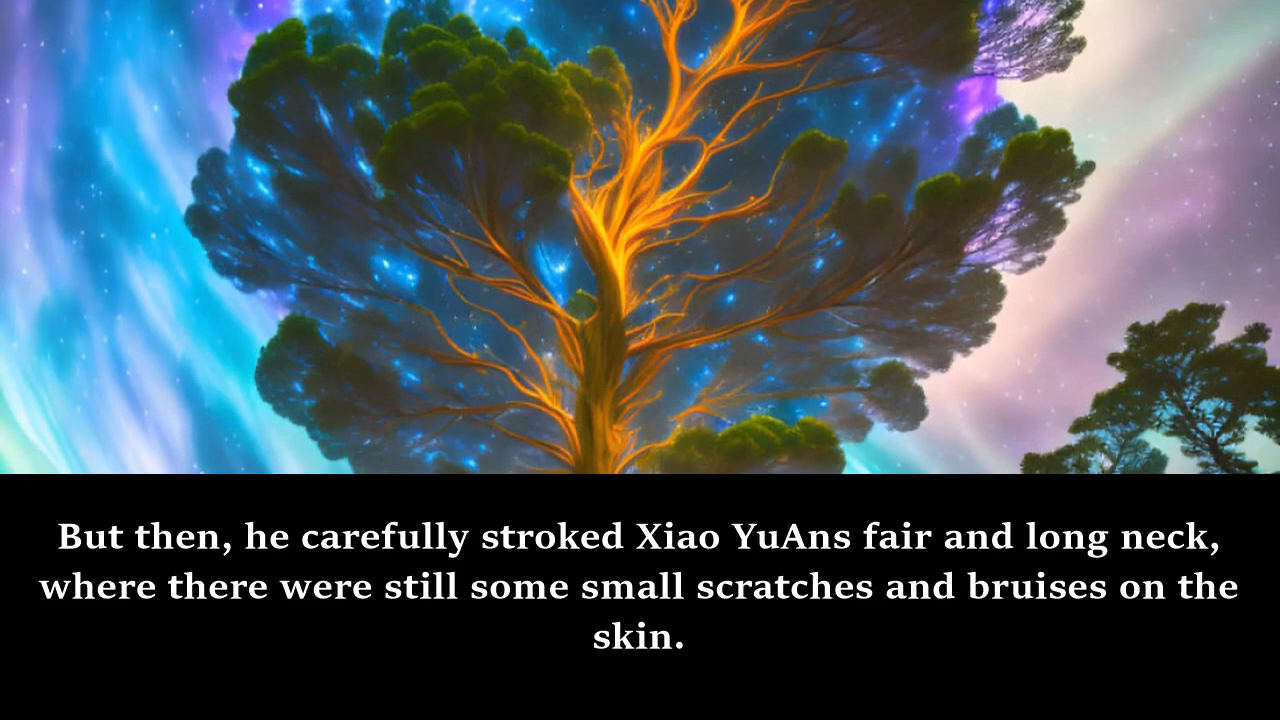 But then, he carefully stroked Xiao YuAns fair and long neck,
where there were still some small scratches and bruises on the
skin.